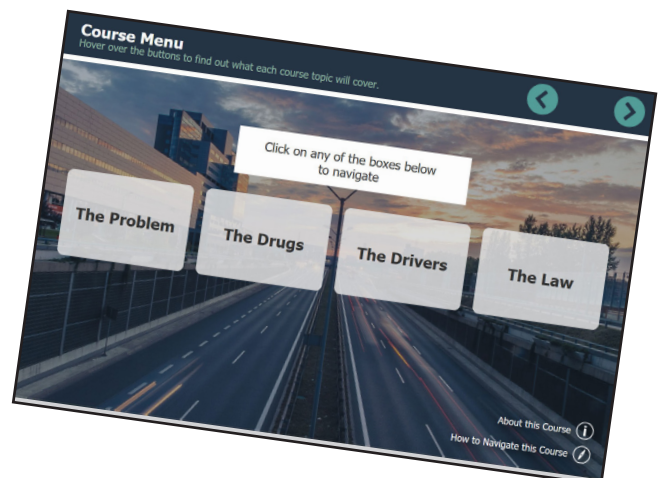 Course Menu
Hover over the buttons to find out what each course topic will cover.
Click on any of the boxes below
to navigate
The Problem
The Drugs
The Drivers
The Law
About this Course
How to Navigate this Course